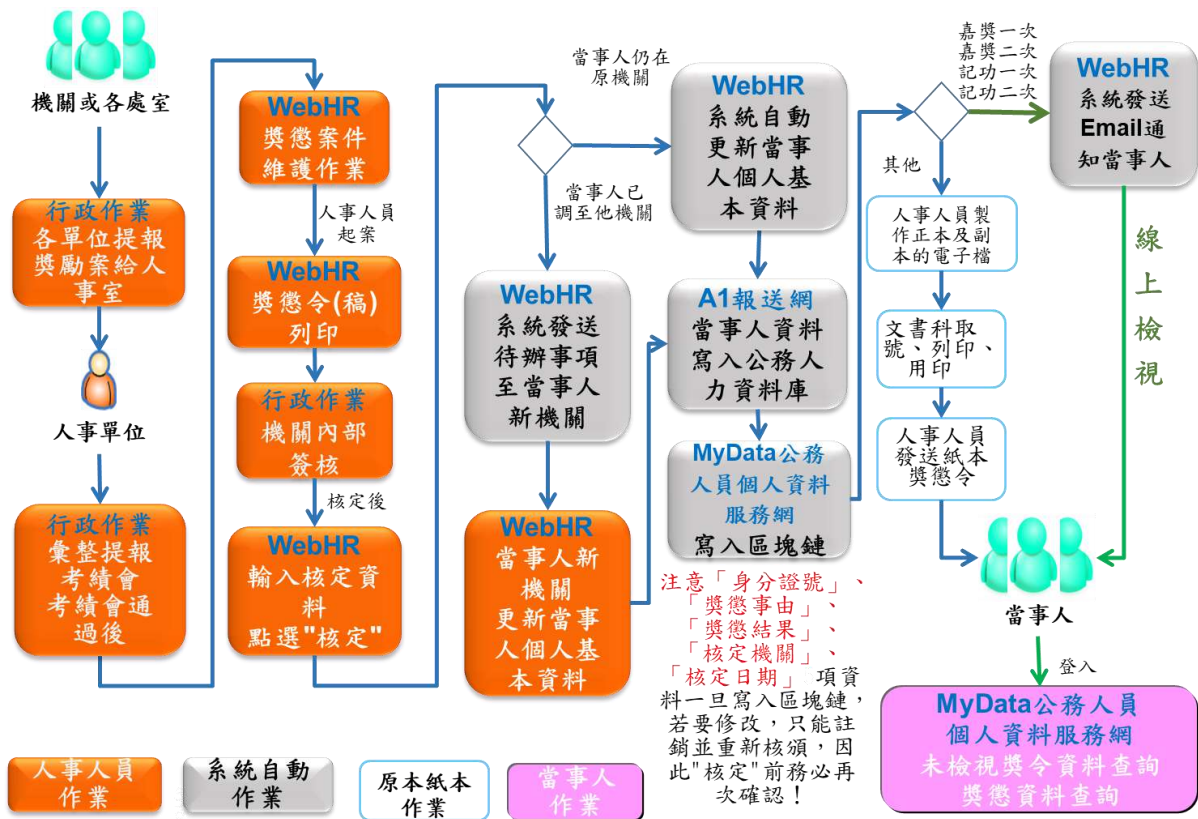 機關或各處室
行政作業
各單位提報
獎勵案給人
事室
人事單位
行政作業
彙整提報
考績會
考績會通
過後
WebHR
獎懲案件
維護作業
人事人員
起案
WebHR
獎懲令(稿)
列印
行政作業
機關內部
簽核
核定後
WebHR
輸入核定資
料
點選"核定"
當事人仍在
原機關
當事人已
調至他機關
WebHR
系統發送
待辦事項
至當事人
新機關
WebHR
當事人新
機關
更新當事
人個人基
本資料
WebHR
系統自動
更新當事
人個人基
本資料
A1報送網
當事人資料
寫入公務人
力資料庫
MyData公務
人員個人資料
服務網
寫入區塊鏈
注意「身分證號」、
「獎懲事由」、
「獎懲結果」、
「核定機關」、
「核定日期」項資
料一旦寫入區塊鏈，
若要修改，只能註
銷並重新核頒，因
此"核定"前務必再
次確認！
嘉獎一次
嘉獎二次
記功一次
記功二次
其他
人事人員製
作正本及副
本的電子檔
文書科取
號、列印、
用印
人事人員
發送紙本
獎懲令
WebHR
系統發送
Email通
知當事人
線上檢視
當事人
登入
MyData公務人員
個人資料服務網
未檢視獎令資料查詢
獎懲資料查詢
人事人員
作業
系統自動
作業
原本紙本
作業
當事人
作業